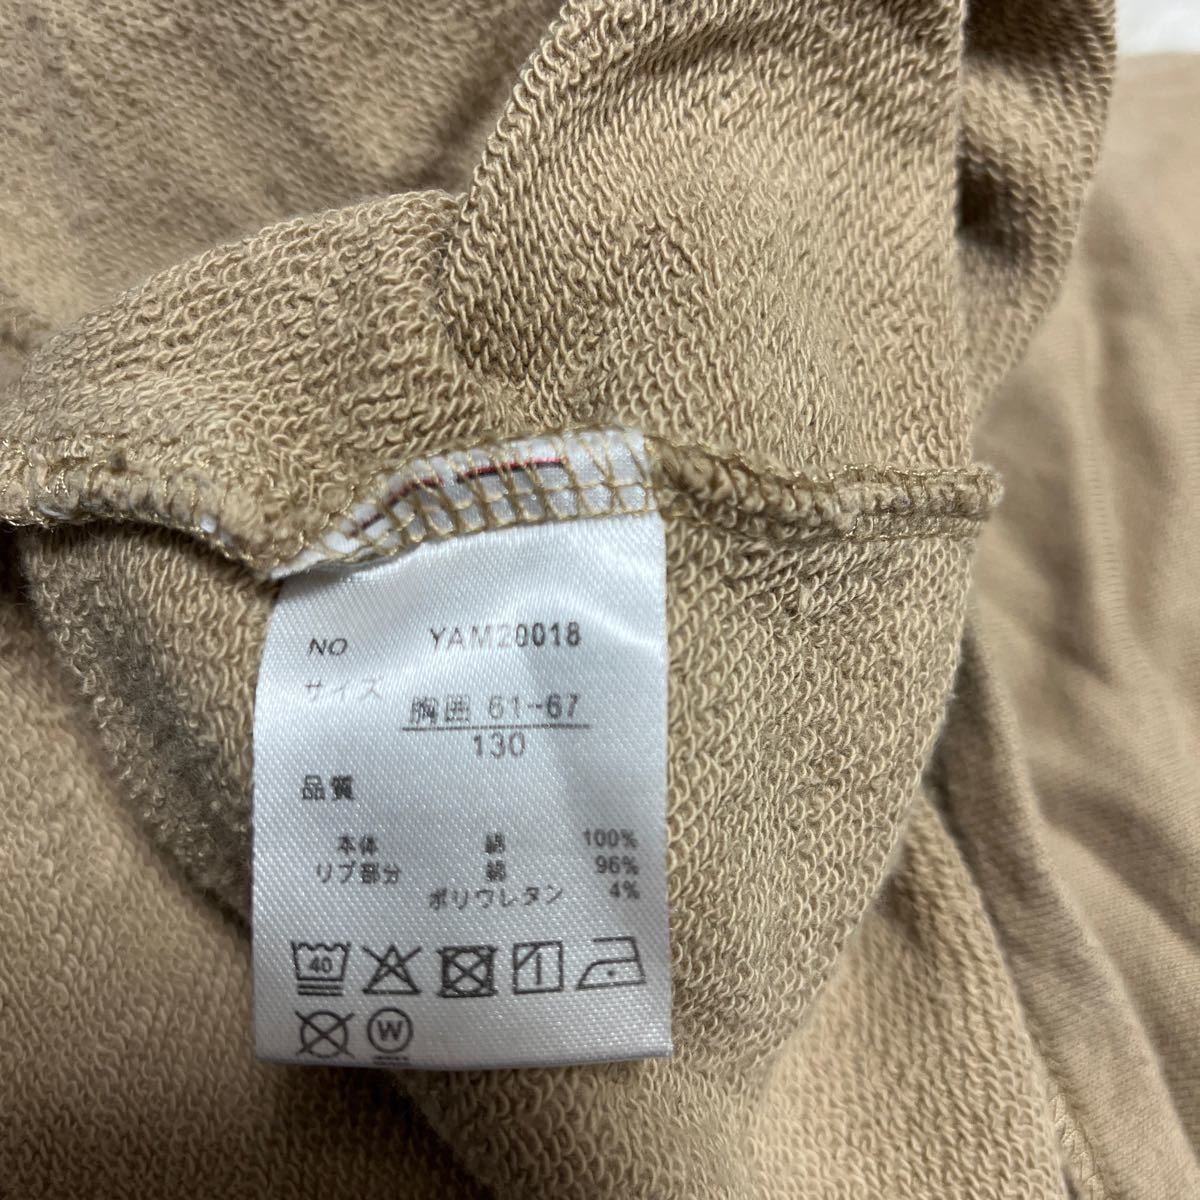 NO YAM20018
サイズ
胸囲 61~67
130
品質
本体 綿 100%
リブ部分 綿 96%
ポリウレタン 4%
40
W